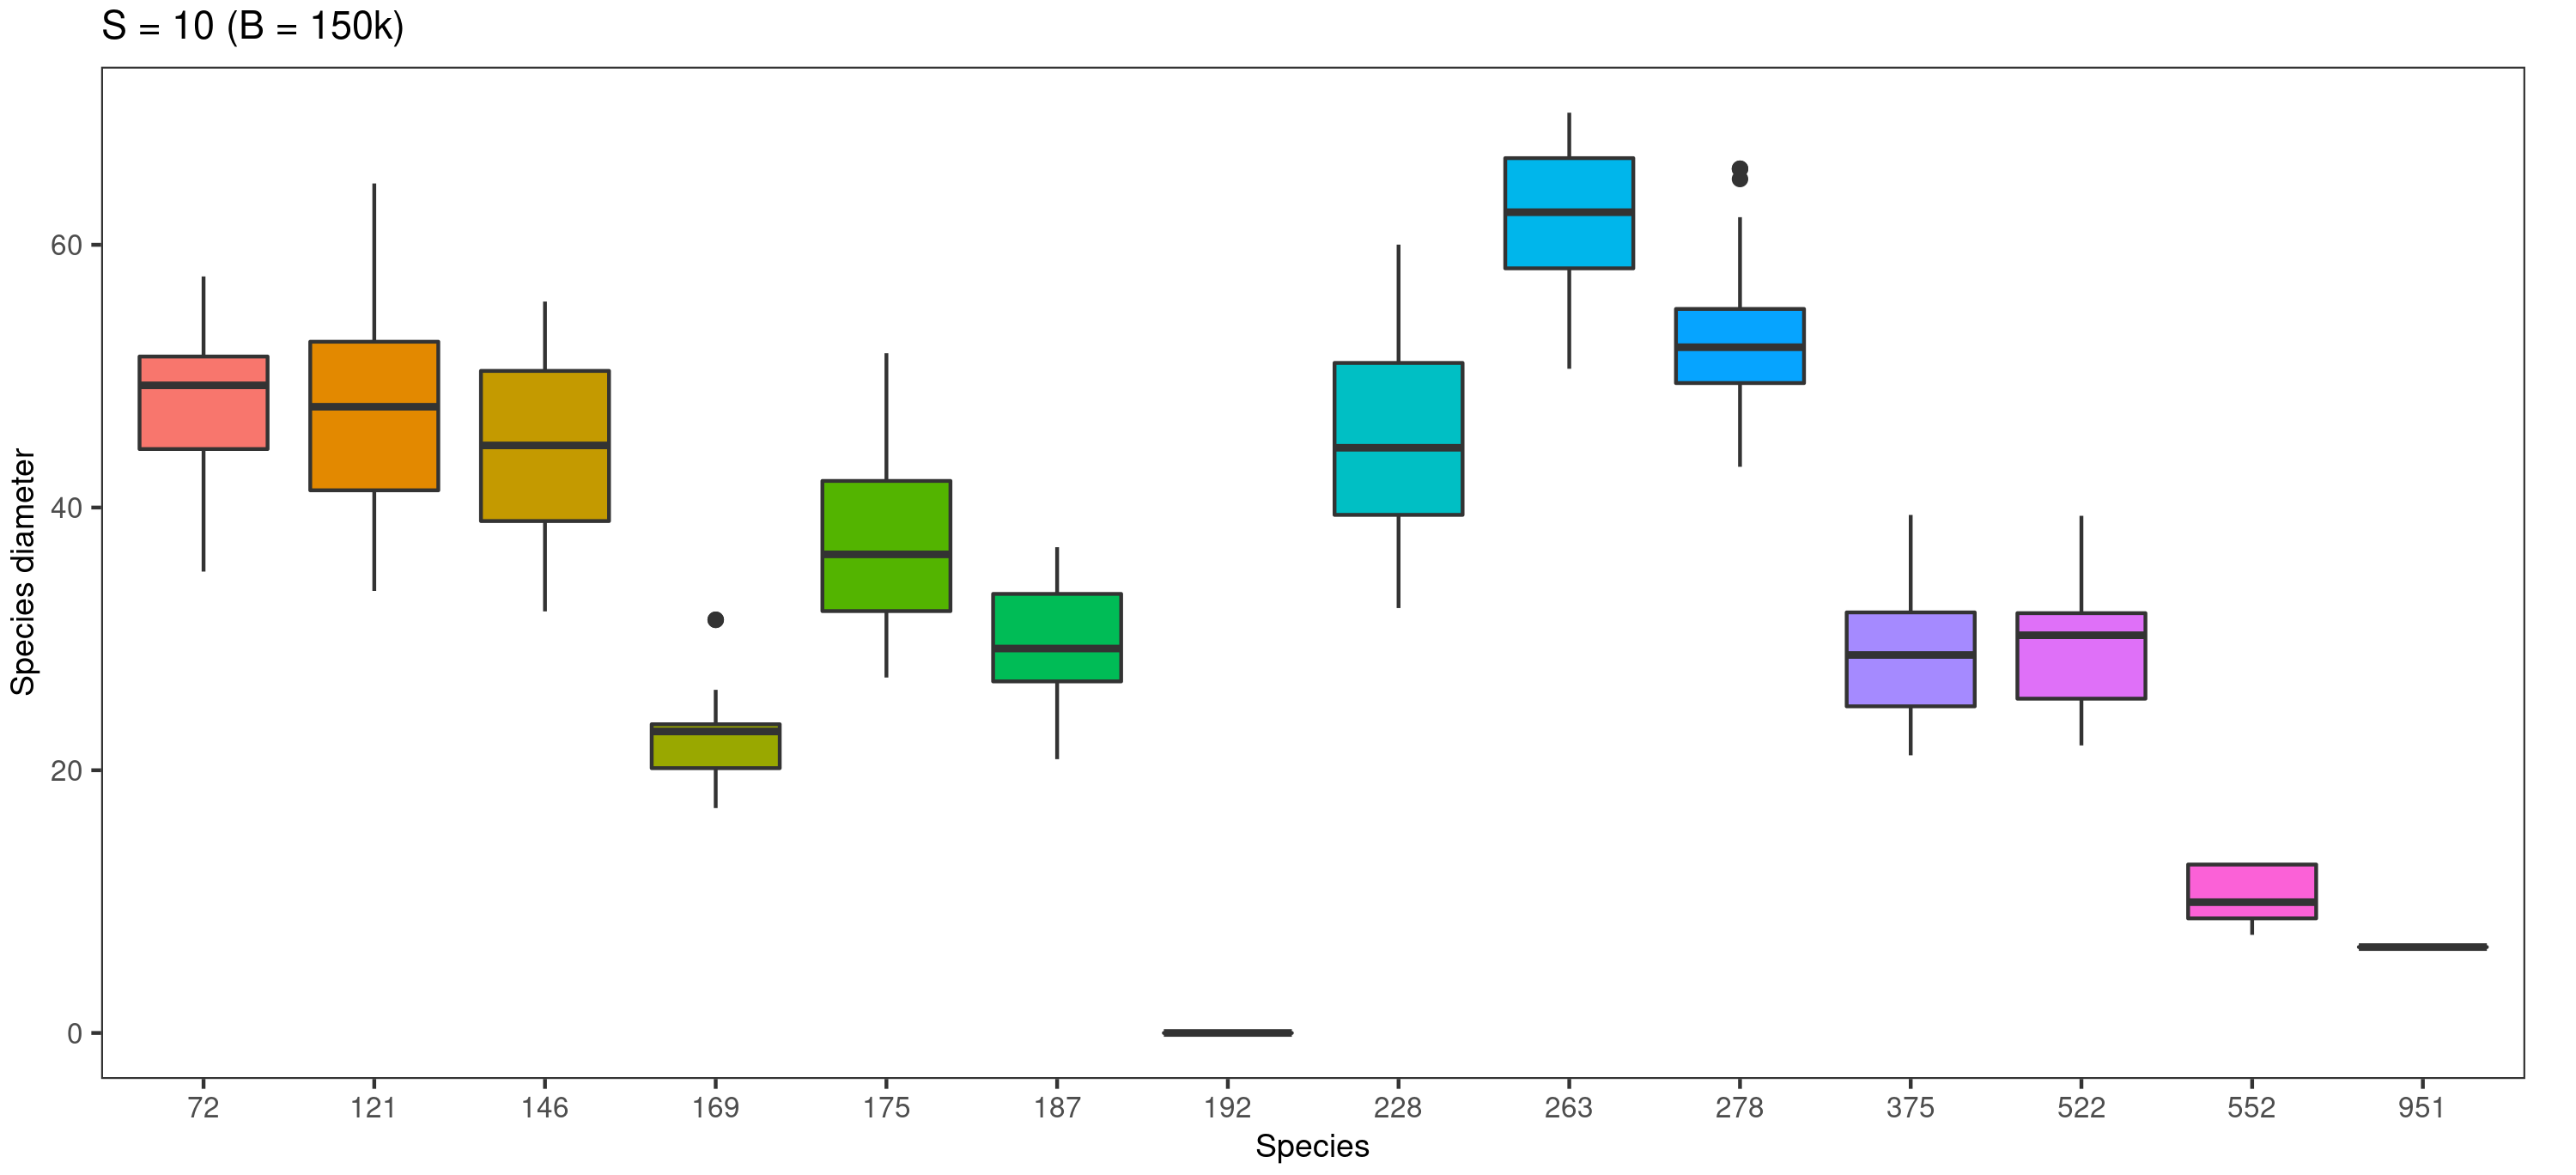 S = 10 (B = 150k)
Species diameter
60
40
20
0
72 121 146 169 175 187 192 228 263 278 375 522 552 951
Species